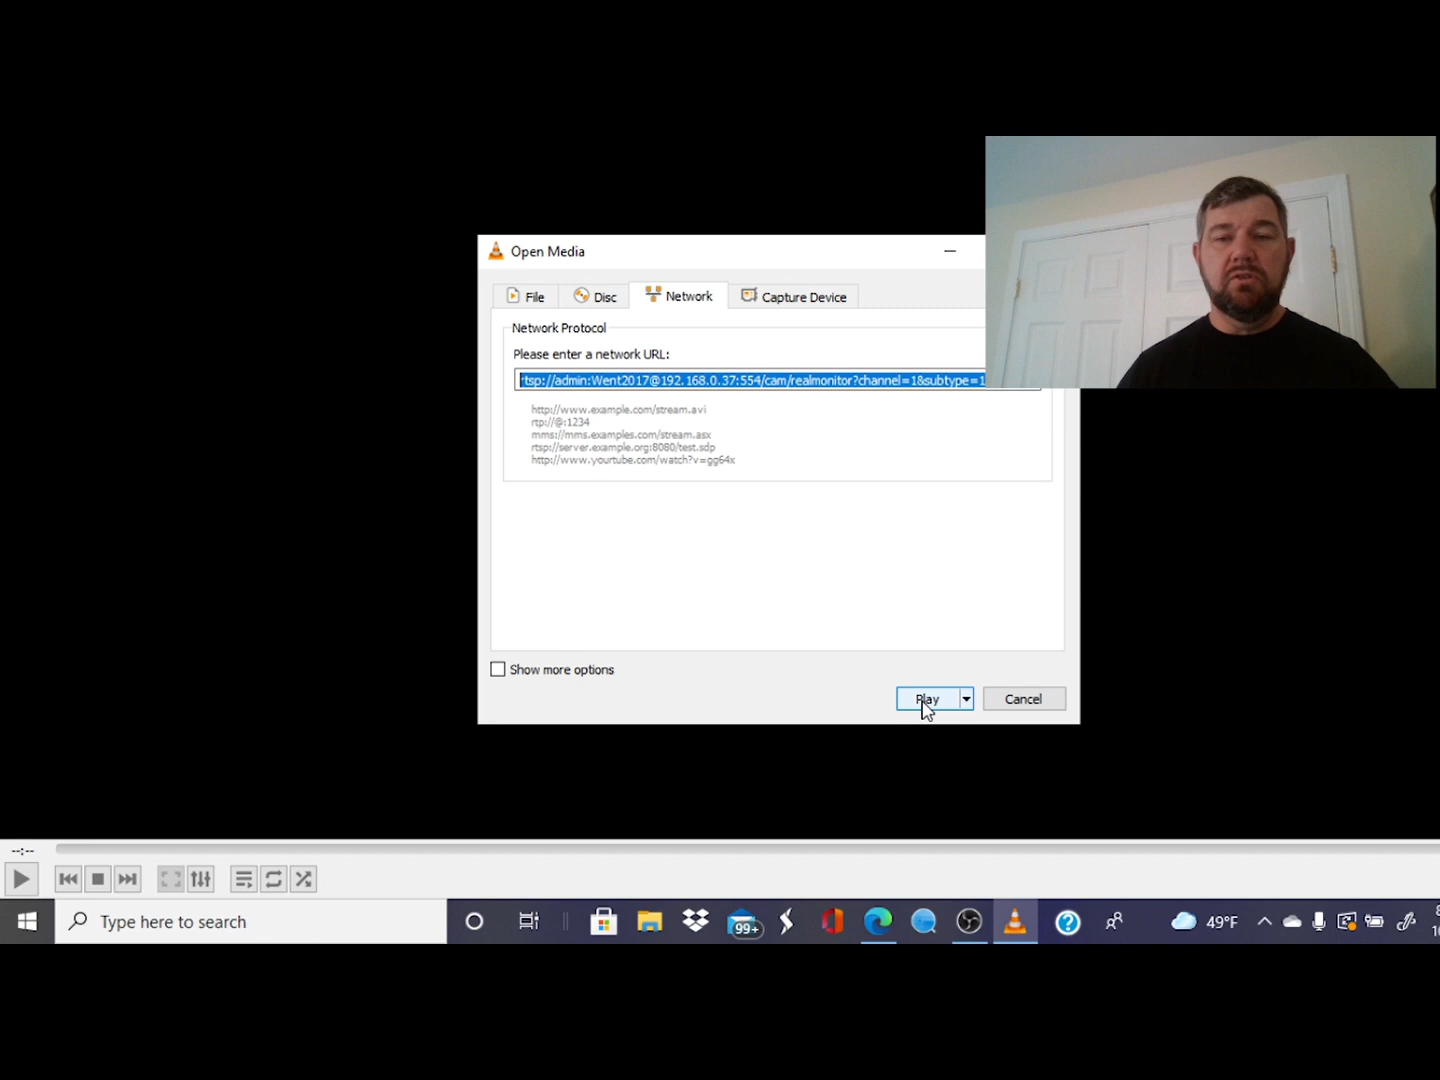 Open Media
File
Disc
Network
Capture Device
Network Protocol
Please enter a network URL:
rtsp://admin:Went2017@192.168.0.37:554/cam/realmonitor?channel=1&subtype=1
http://www.example.com/stream.avi
rtp://@:1234
mms://mms.examples.com/stream.asx
rtsp://server.example.org:8080/test.sdp
http://www.yourtube.com/watch?v=gg64x
Show more options
Play
Cancel
--:--
Type here to search
99+
49°F